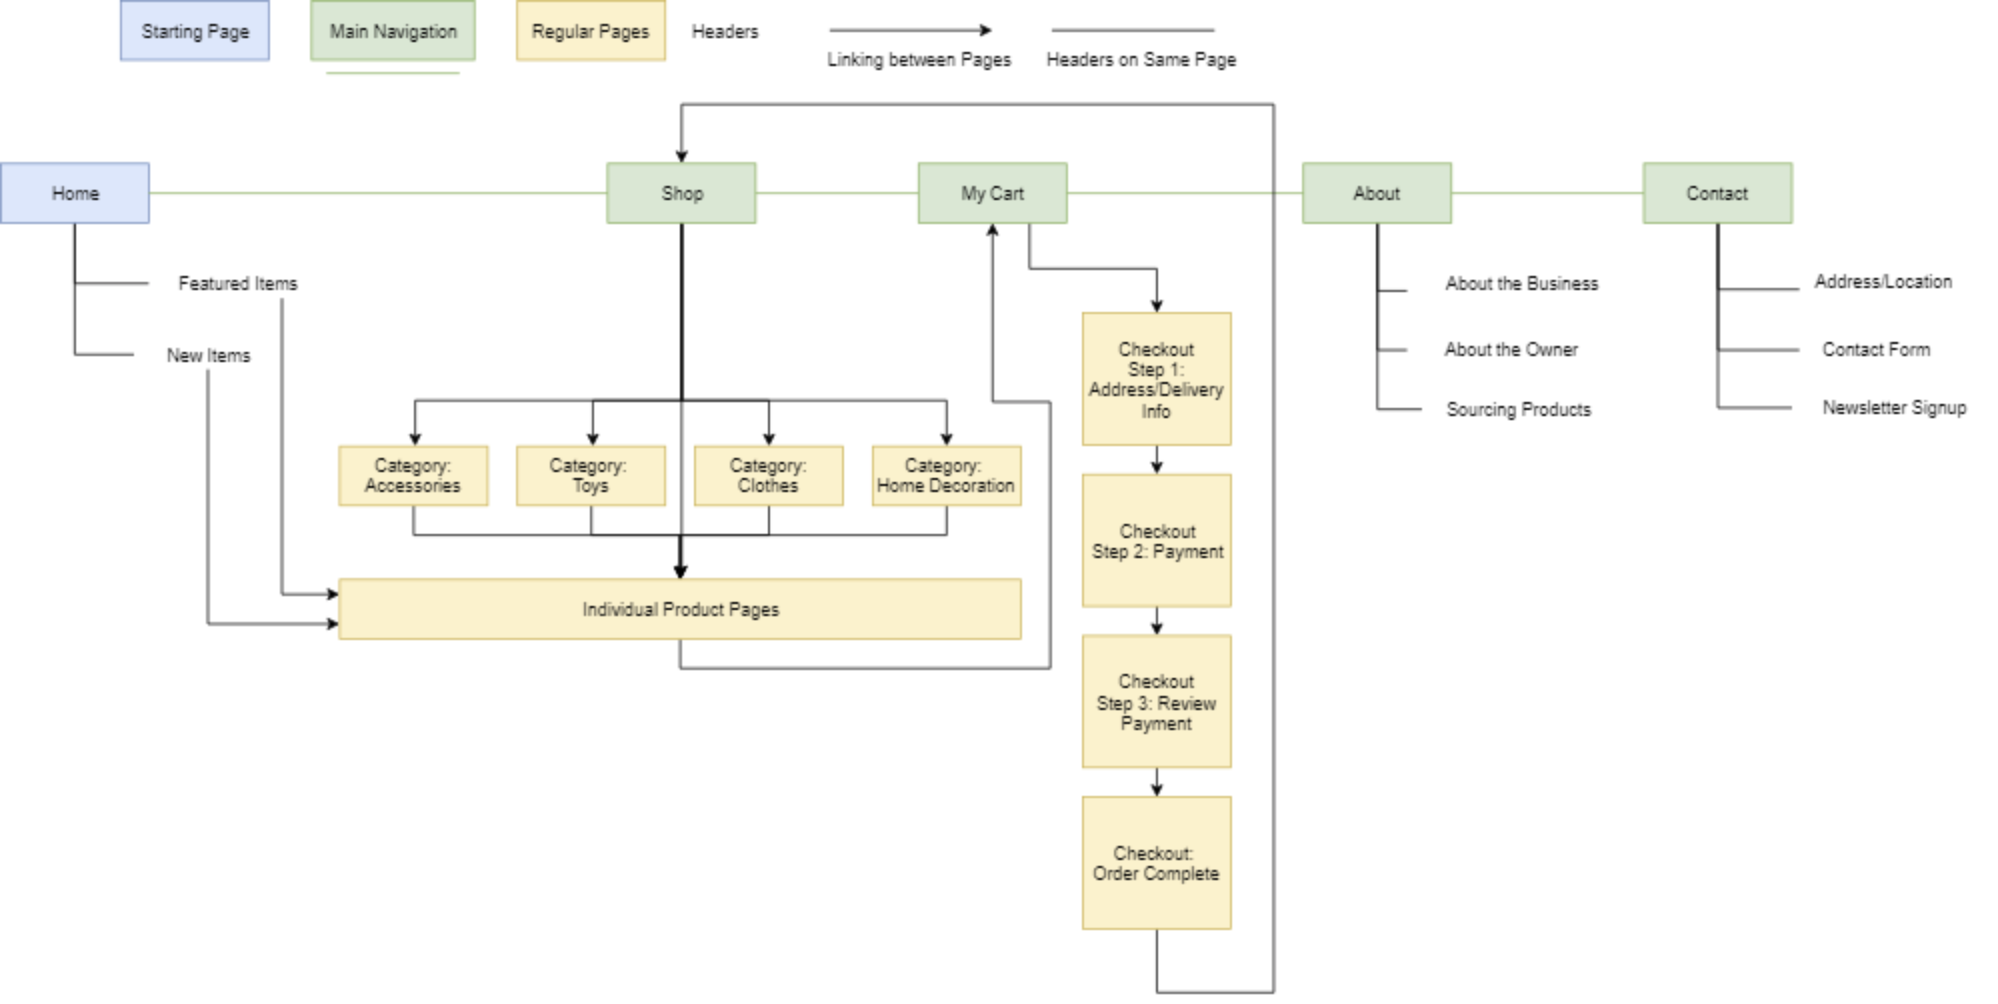 Starting Page
Main Navigation
Regular Pages
Headers
Linking between Pages
Headers on Same Page
Home
Shop
My Cart
About
Contact
Featured Items
New Items
Category:
Accessories
Category:
Toys
Category:
Clothes
Category:
Home Decoration
Individual Product Pages
Checkout
Step 1:
Address/Delivery
Info
Checkout
Step 2: Payment
Checkout
Step 3: Review
Payment
Checkout:
Order Complete
About the Business
About the Owner
Sourcing Products
Address/Location
Contact Form
Newsletter Signup